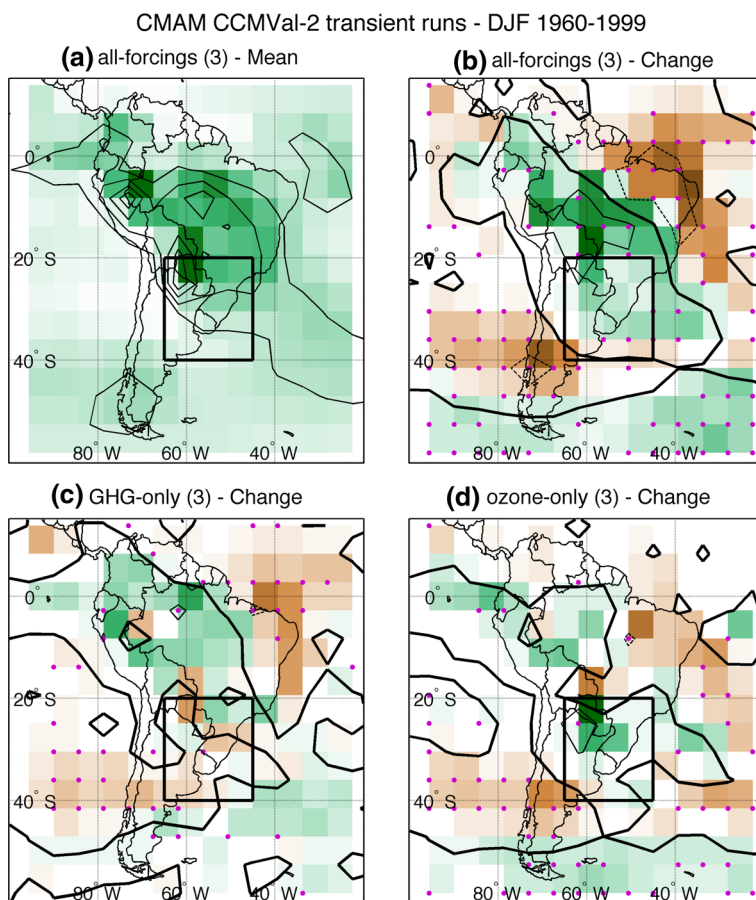 CMAM CCMVal-2 transient runs - DJF 1960-1999
(a) all-forcings (3) - Mean
(b) all-forcings (3) - Change
0°
20° S
40° S
80° W
60° W
40° W
0°
20° S
40° S
80° W
60° W
40° W
(c) GHG-only (3) - Change
(d) ozone-only (3) - Change
0°
20° S
40° S
80° W
60° W
40° W
0°
20° S
40° S
80° W
60° W
40° W